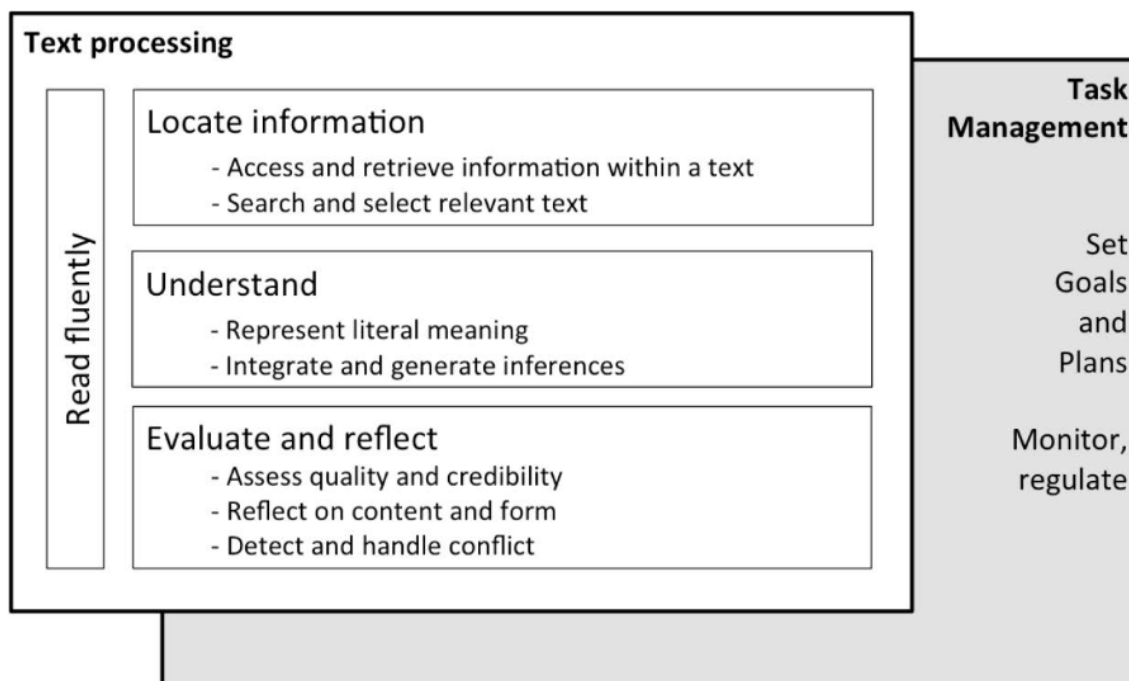 Text processing
Read fluently
Locate information
- Access and retrieve information within a text
- Search and select relevant text
Understand
- Represent literal meaning
- Integrate and generate inferences
Evaluate and reflect
- Assess quality and credibility
- Reflect on content and form
- Detect and handle conflict
Task
Management
Set
Goals
and
Plans
Monitor,
regulate